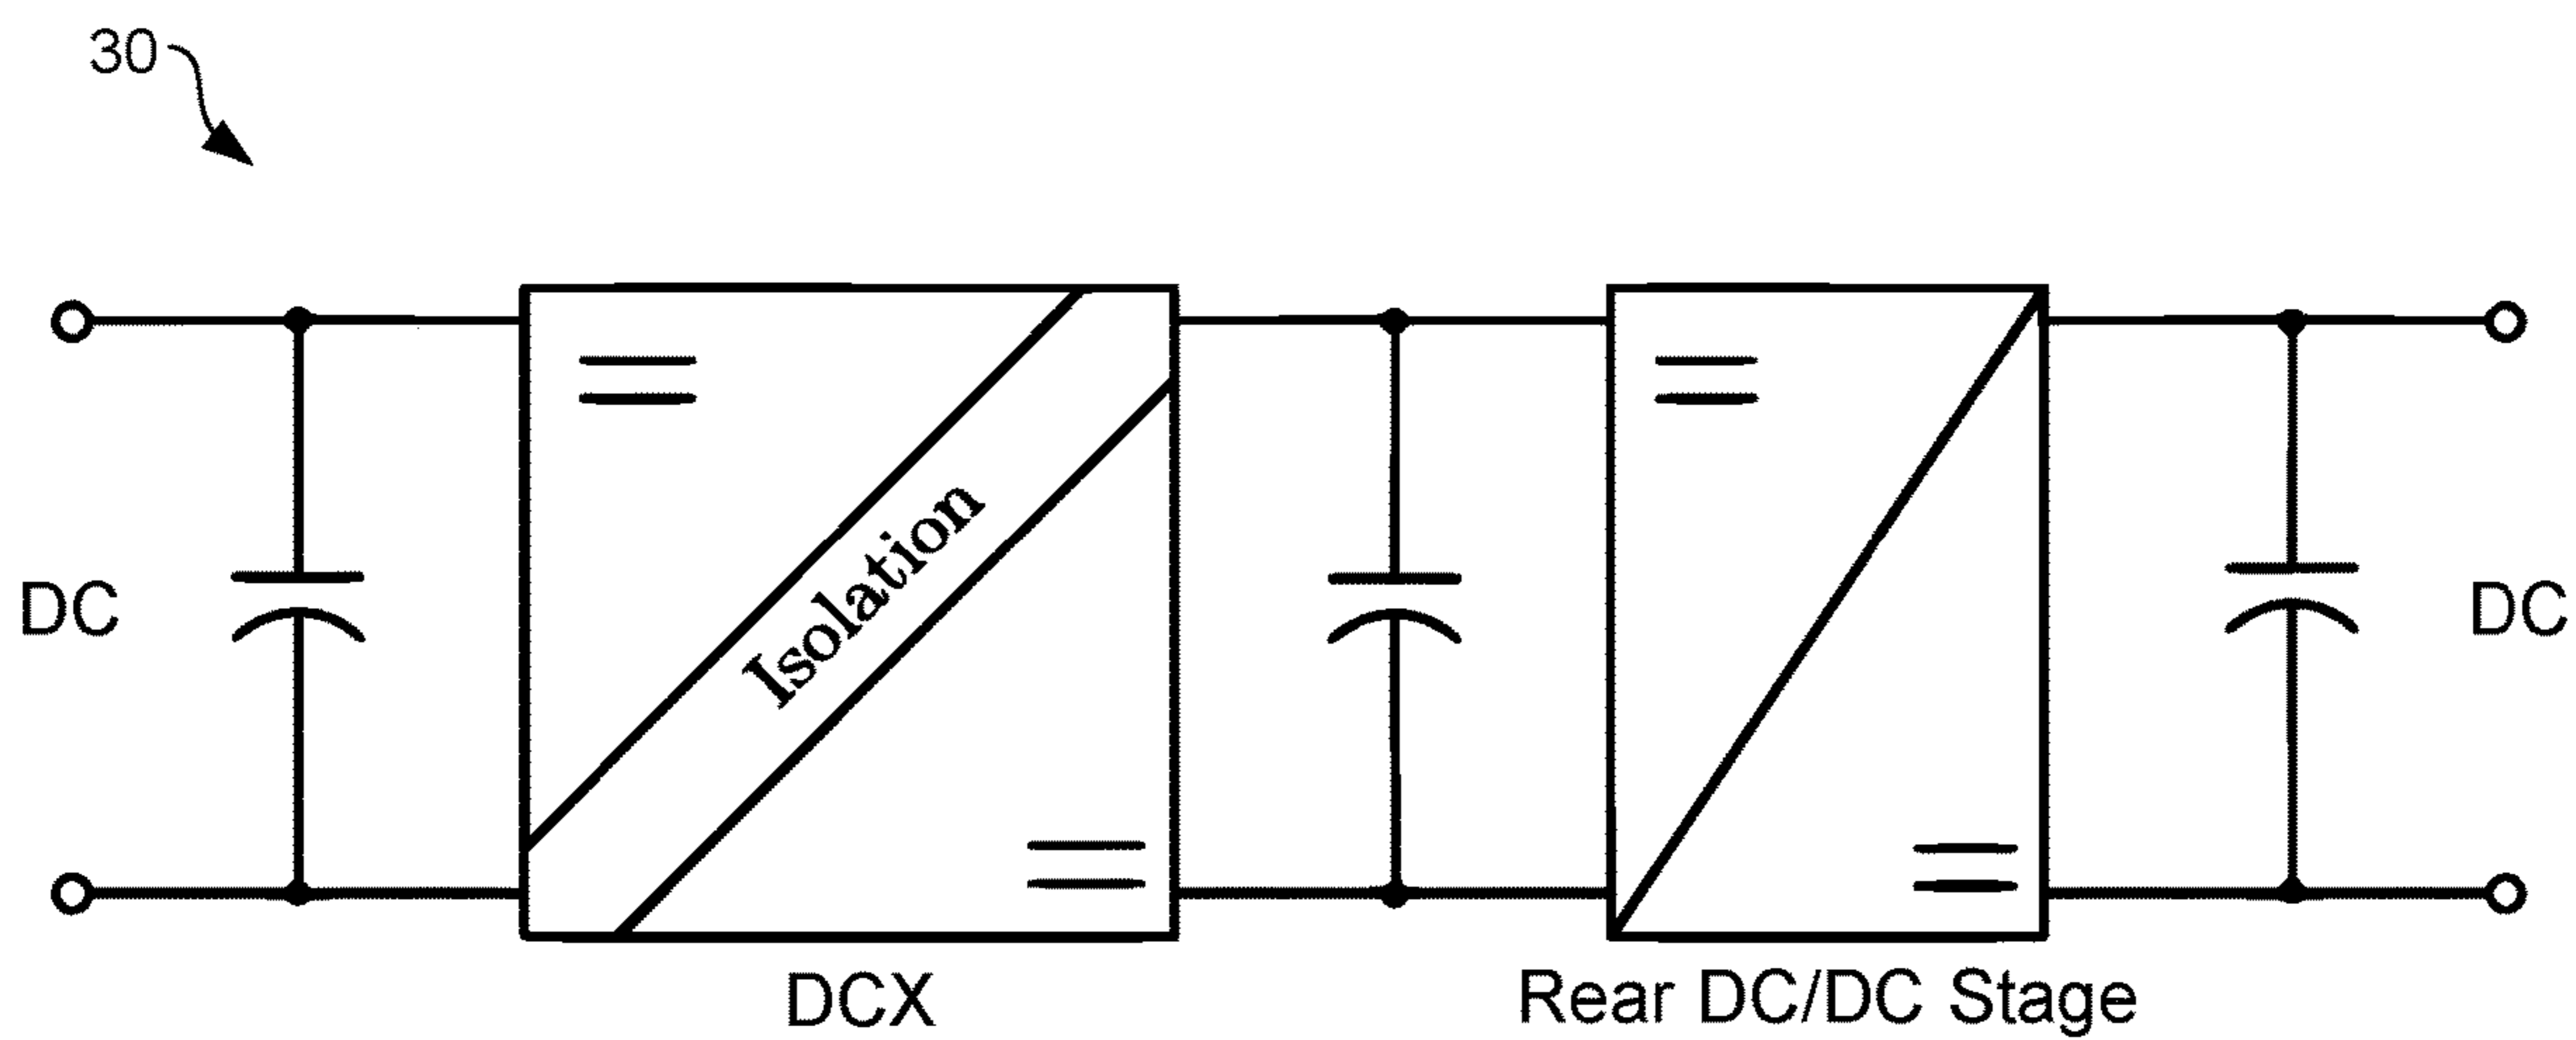 30
DC
Isolation
DC
DCX
Rear DC/DC Stage